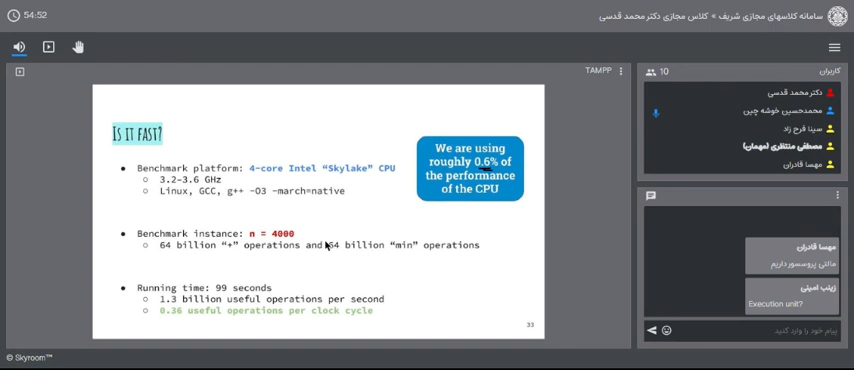 54:52
سامانه کلاسهای مجازی شریف » کلاس مجازی دکتر محمد قدسی
TAMPP
Is it fast?
• Benchmark platform: 4-core Intel “Skylake” CPU
○ 3.2-3.6 GHz
○ Linux, GCC, g++ -O3 -march=native
We are using
roughly 0.6% of
the performance
of the CPU
• Benchmark instance: n = 4000
○ 64 billion “+” operations and 64 billion “min” operations
• Running time: 99 seconds
○ 1.3 billion useful operations per second
○ 0.36 useful operations per clock cycle
33
کاربران
10
دکتر محمد قدسی
محمدحسین خوشه چین
سینا فرح زاد
مصطفی منتظری (مهمان)
مهسا قادران
مهسا قادران
مالتی پروسسور داریم
زینب امینی
Execution unit?
پیام خود را وارد کنید.
© Skyroom™